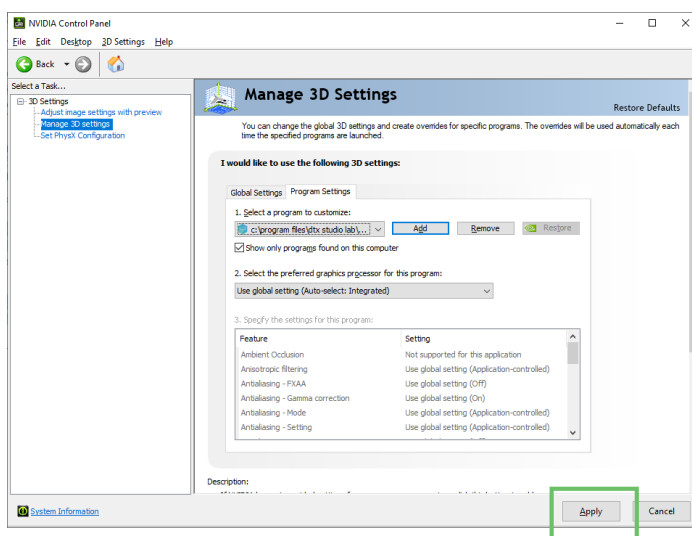 NVIDIA Control Panel
File Edit Desktop 3D Settings Help
Back
Select a Task...
3D Settings
Adjust image settings with preview
Manage 3D settings
Set PhysX Configuration
System Information
Manage 3D Settings
Restore Defaults
You can change the global 3D settings and create overrides for specific programs. The overrides will be used automatically each
time the specified programs are launched.
I would like to use the following 3D settings:
Global Settings Program Settings
1. Select a program to customize:
c:\program files\dtx studio lab\... Add Remove Restore
Show only programs found on this computer
2. Select the preferred graphics processor for this program:
Use global setting (Auto-select: Integrated)
3. Specify the settings for this program:
Feature Setting
Ambient Occlusion Not supported for this application
Anisotropic filtering Use global setting (Application-controlled)
Antialiasing - FXAA Use global setting (Off)
Antialiasing - Gamma correction Use global setting (On)
Antialiasing - Mode Use global setting (Application-controlled)
Antialiasing - Setting Use global setting (Application-controlled)
Description:
Apply Cancel